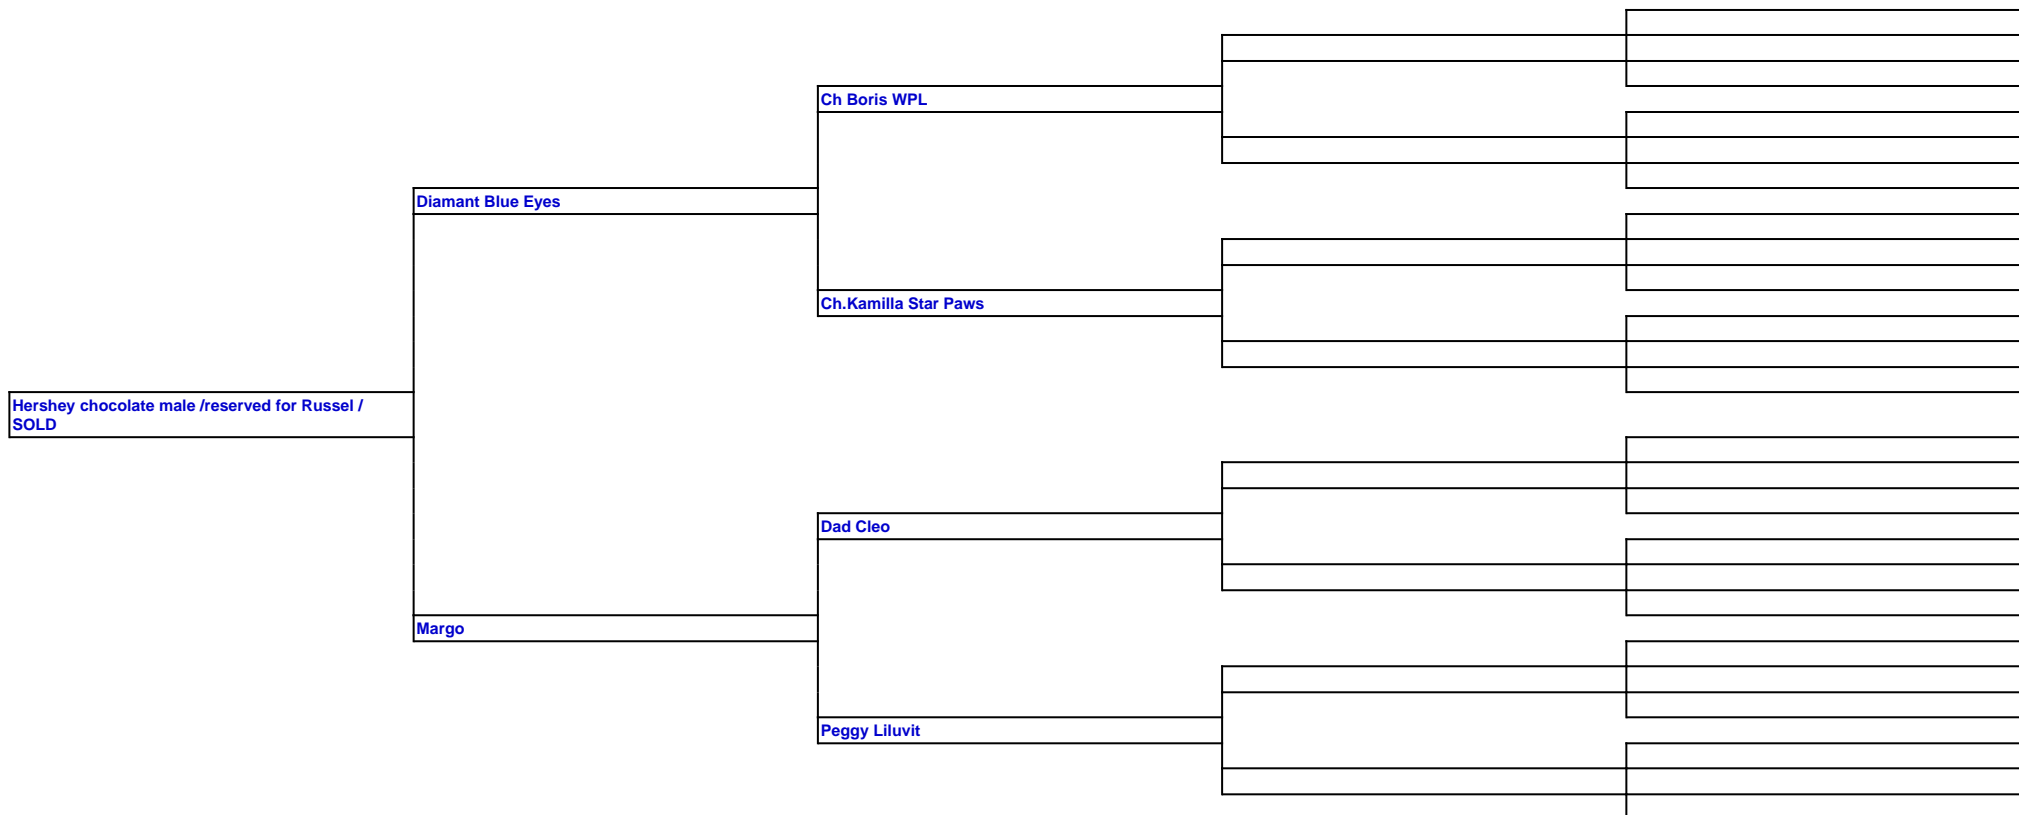 Ch Boris WPL
Diamant Blue Eyes
Ch.Kamilla Star Paws
Hershey chocolate male /reserved for Russel /
SOLD
Dad Cleo
Margo
Peggy Liluvit